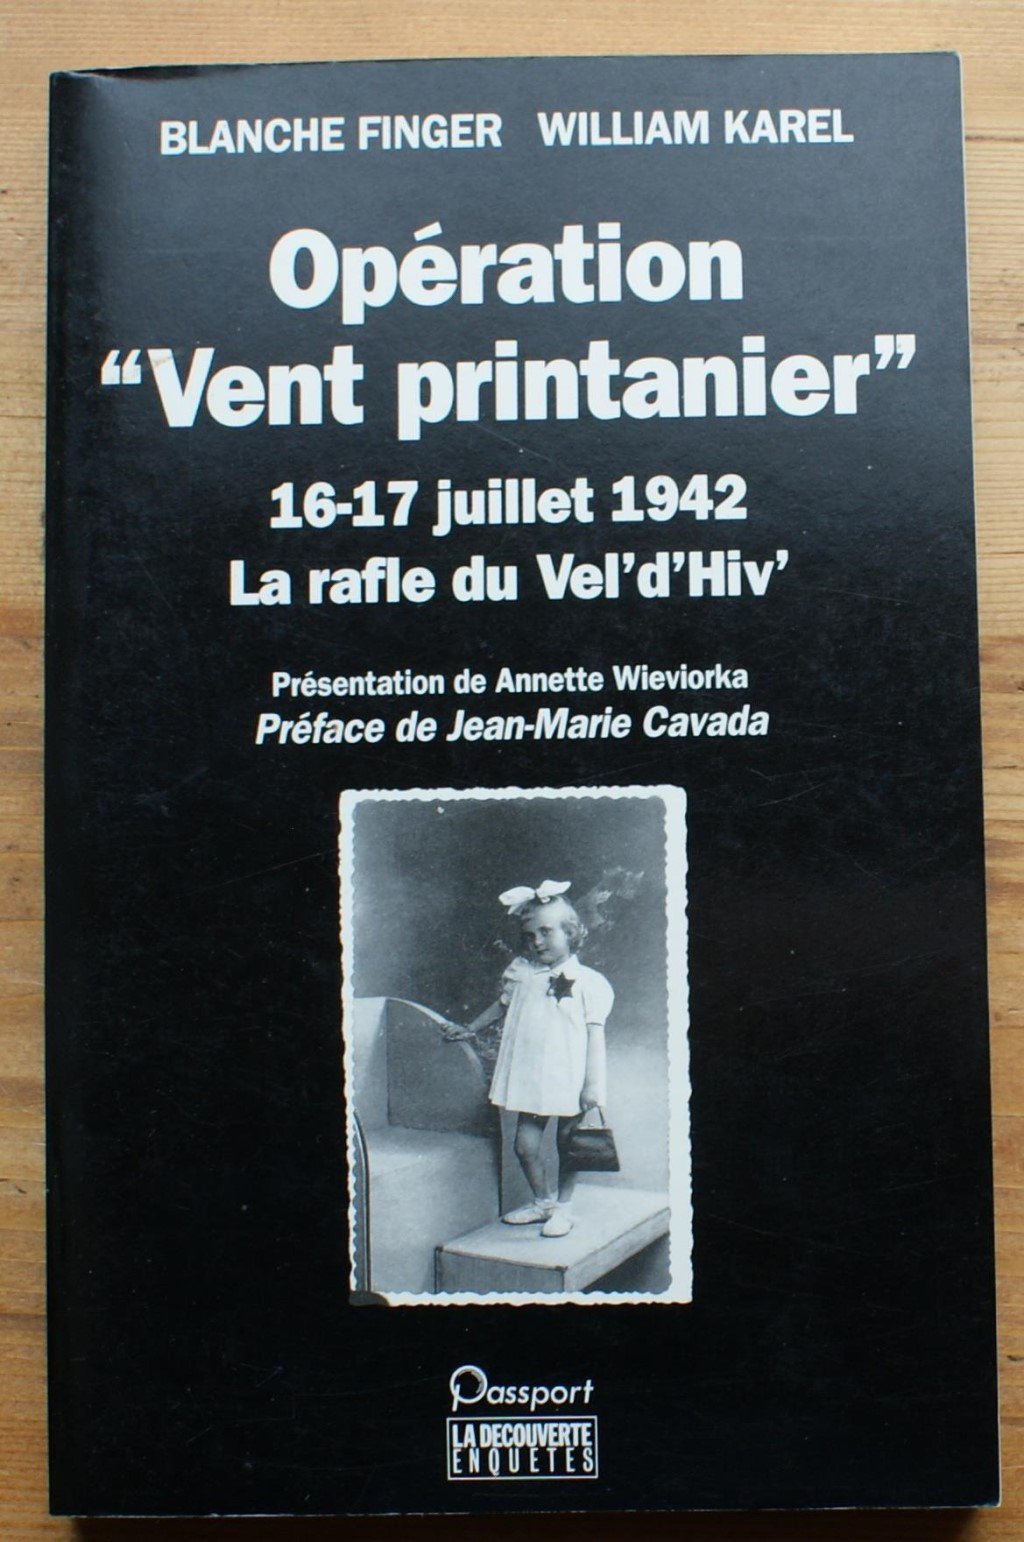 BLANCHE FINGER WILLIAM KAREL
Opération
“Vent printanier”
16-17 juillet 1942
La rafle du Vel’d’Hiv’
Présentation de Annette Wieviorka
Préface de Jean-Marie Cavada
Passport
LA DECOUVERTE
ENQUETES